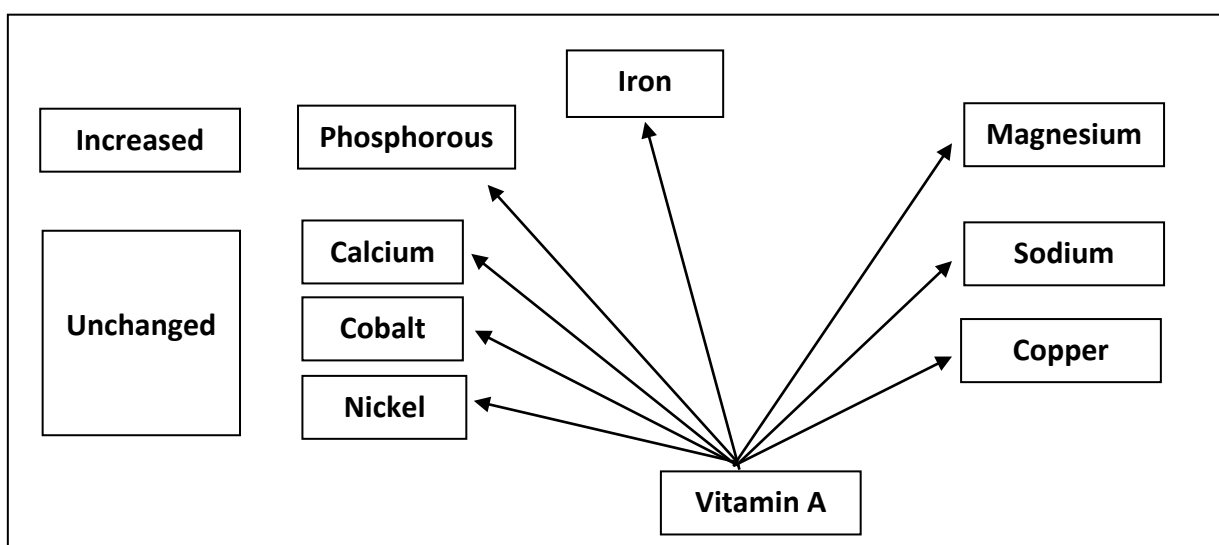 Iron
Increased
Phosphorous
Magnesium
Unchanged
Calcium
Sodium
Cobalt
Copper
Nickel
Vitamin A